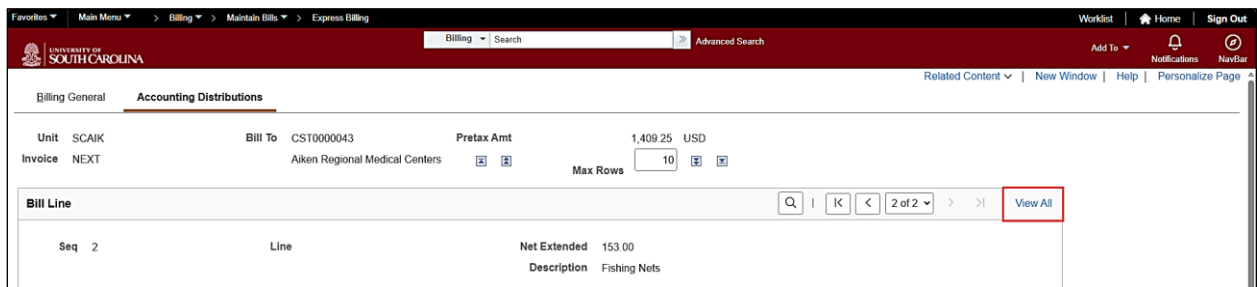 Favorites Main Menu > Billing > Maintain Bills > Express Billing Worklist Home Sign Out
UNIVERSITY OF
SOUTH CAROLINA
Billing Search Advanced Search Add To Notifications NavBar
Related Content | New Window | Help | Personalize Page
Billing General Accounting Distributions
Unit SCAIK Bill To CST0000043 Pretax Amt 1,409.25 USD
Invoice NEXT Aiken Regional Medical Centers Max Rows 10
Bill Line | 2 of 2 View All
Seq 2 Line Net Extended 153.00
Description Fishing Nets